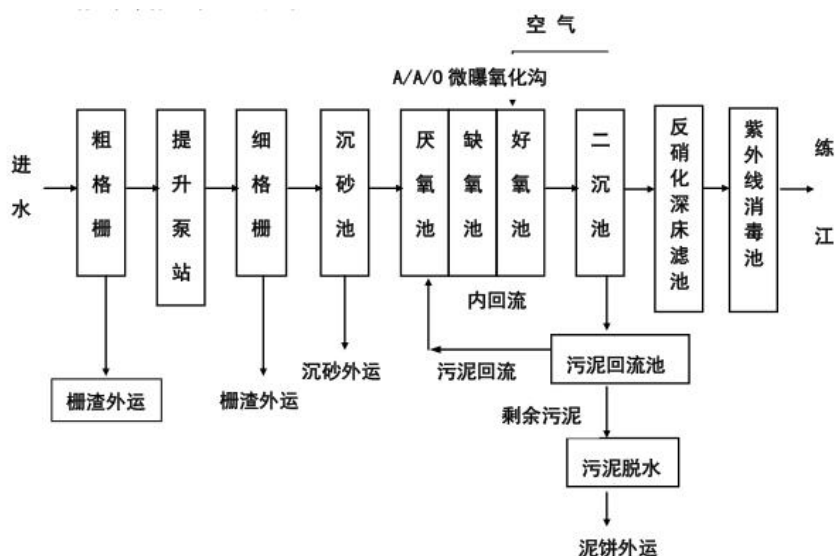 空 气
A/A/O 微曝氧化沟
进水
粗格栅
提升泵站
细格栅
沉砂池
厌氧池
缺氧池
好氧池
二沉池
反硝化深床滤池
紫外线消毒池
练江
内回流
栅渣外运
栅渣外运
沉砂外运
污泥回流
污泥回流池
剩余污泥
污泥脱水
泥饼外运